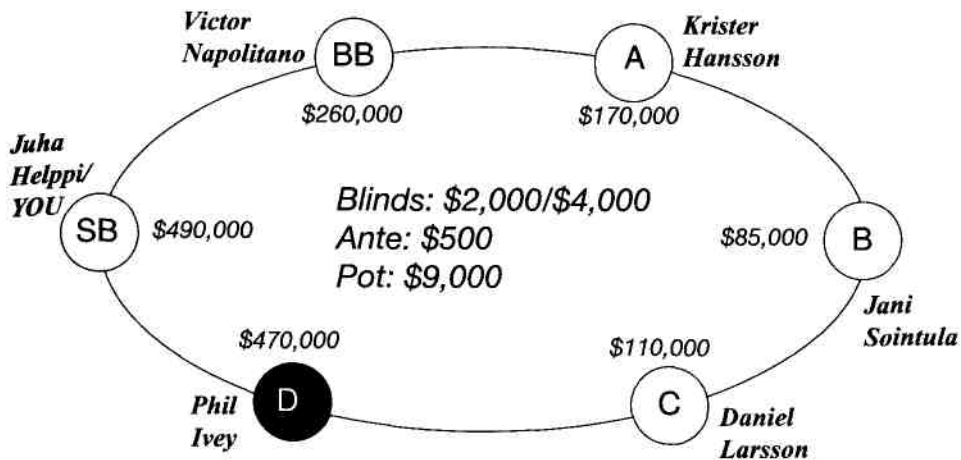 Victor
Napolitano
BB
$260,000
A
Krister
Hansson
$170,000
Juha
Helppi/
YOU
SB
$490,000
Blinds: $2,000/$4,000
Ante: $500
Pot: $9,000
$85,000
B
Jani
Sointula
$470,000
D
Phil
Ivey
$110,000
C
Daniel
Larsson